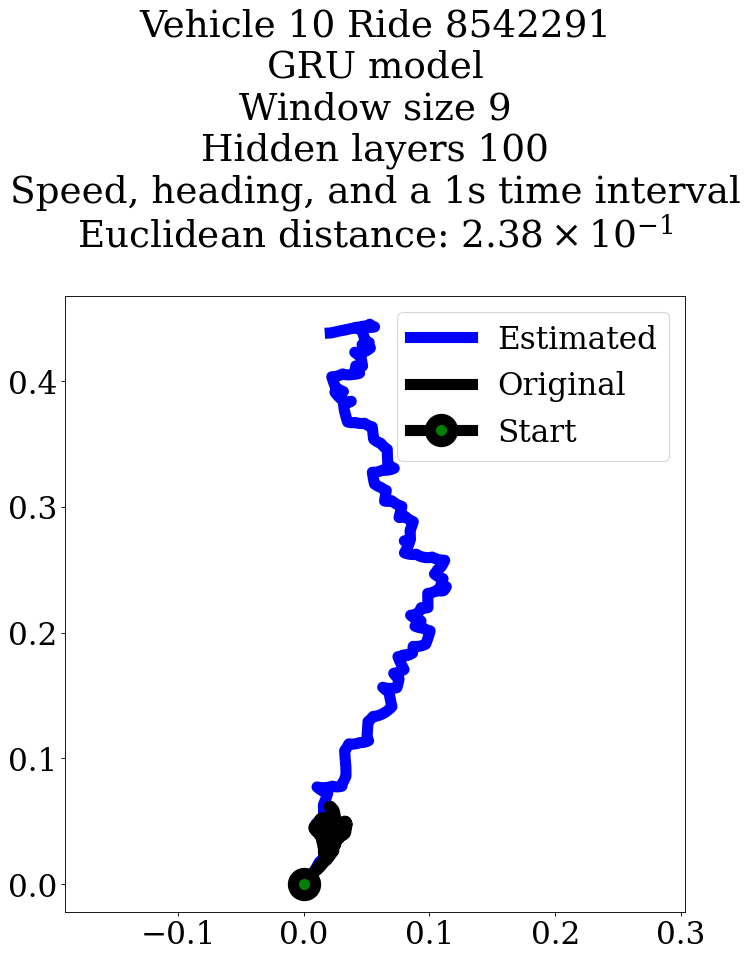 Vehicle 10 Ride 8542291
GRU model
Window size 9
Hidden layers 100
Speed, heading, and a 1s time interval
Euclidean distance: 2.38 × 10⁻¹
Estimated
Original
Start
0.4
0.3
0.2
0.1
0.0
−0.1 0.0 0.1 0.2 0.3